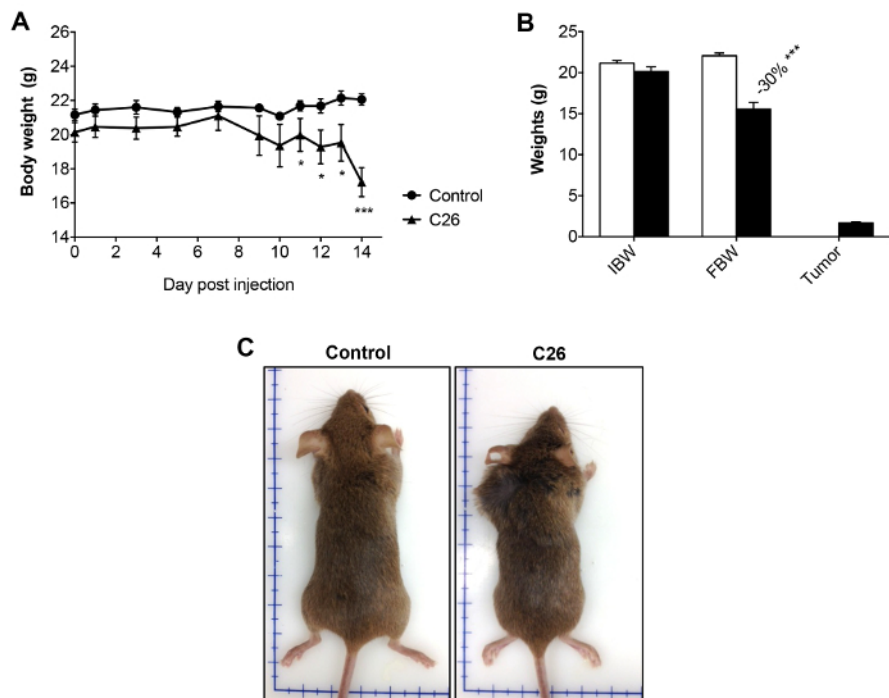 A
Body weight (g)
26
24
22
20
18
16
14
0
2
4
6
8
10
12
14
*
*
*
***
Day post injection
Control
C26
B
Weights (g)
25
20
15
10
5
0
-30% ***
IBW
FBW
Tumor
C
Control
C26